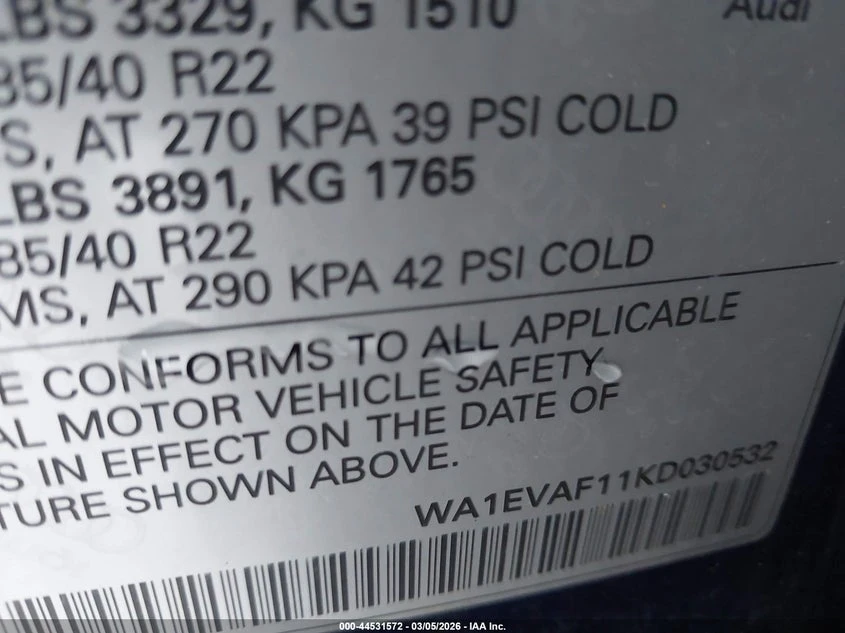 LBS 3329, KG 1510
Audi
85/40 R22
S, AT 270 KPA 39 PSI COLD
LBS 3891, KG 1765
85/40 R22
MS, AT 290 KPA 42 PSI COLD
E CONFORMS TO ALL APPLICABLE
AL MOTOR VEHICLE SAFETY
S IN EFFECT ON THE DATE OF
TURE SHOWN ABOVE.
WA1EVAF11KD030532
000-44531572 - 03/05/2026 - IAA Inc.